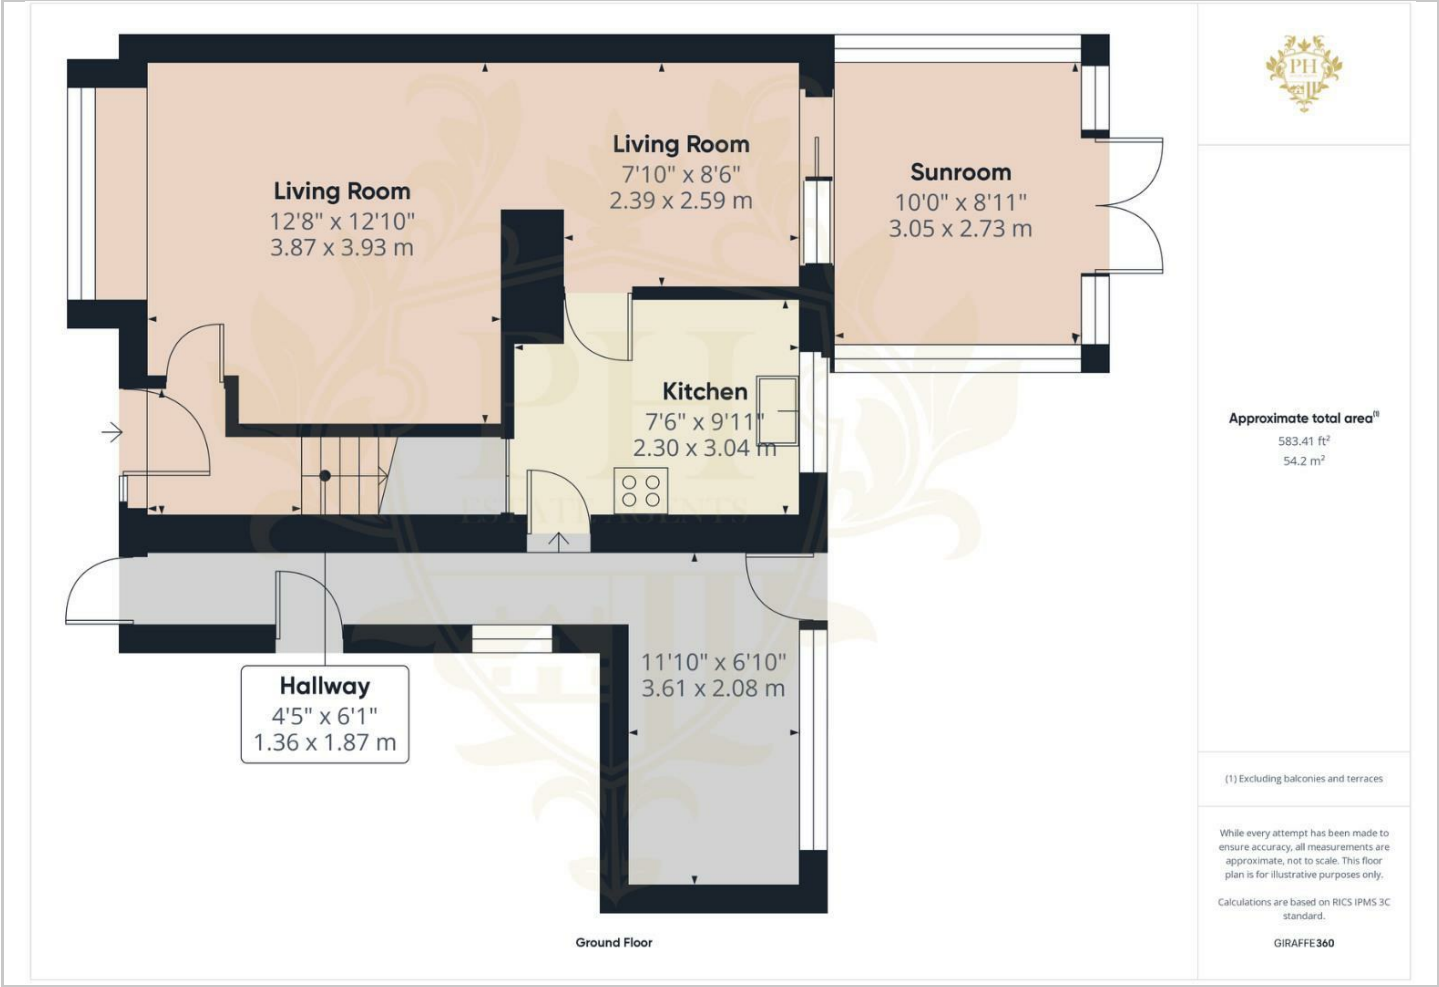 Living Room
12'8" x 12'10"
3.87 x 3.93 m
Living Room
7'10" x 8'6"
2.39 x 2.59 m
Sunroom
10'0" x 8'11"
3.05 x 2.73 m
Kitchen
7'6" x 9'11"
2.30 x 3.04 m
PH
ESTATE AGENTS
11'10" x 6'10"
3.61 x 2.08 m
Hallway
4'5" x 6'1"
1.36 x 1.87 m
Ground Floor
PH
Approximate total area(1)
583.41 ft²
54.2 m²
(1) Excluding balconies and terraces
While every attempt has been made to
ensure accuracy, all measurements are
approximate, not to scale. This floor
plan is for illustrative purposes only.
Calculations are based on RICS IPMS 3C
standard.
GIRAFFE360